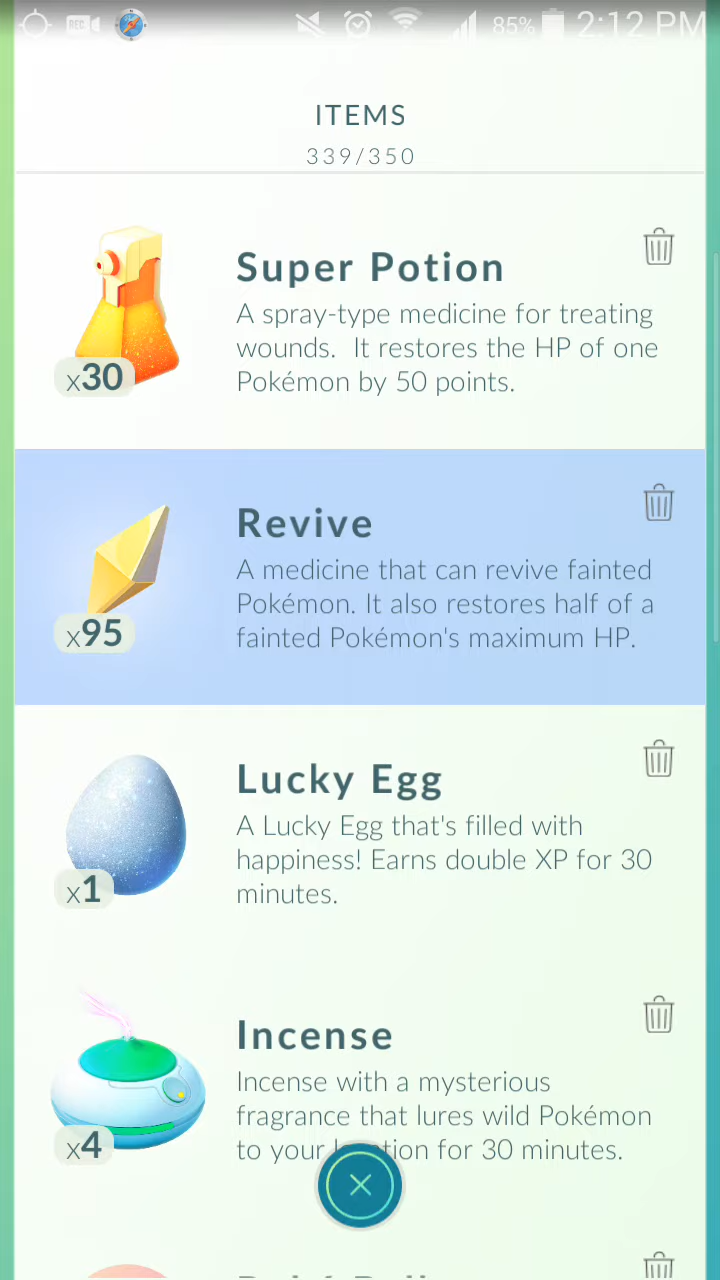 REC
85% 2:12 PM
ITEMS
339/350
Super Potion
A spray-type medicine for treating
wounds.  It restores the HP of one
Pokémon by 50 points.
x30
Revive
A medicine that can revive fainted
Pokémon. It also restores half of a
fainted Pokémon's maximum HP.
x95
Lucky Egg
A Lucky Egg that's filled with
happiness! Earns double XP for 30
minutes.
x1
Incense
Incense with a mysterious
fragrance that lures wild Pokémon
to your location for 30 minutes.
x4